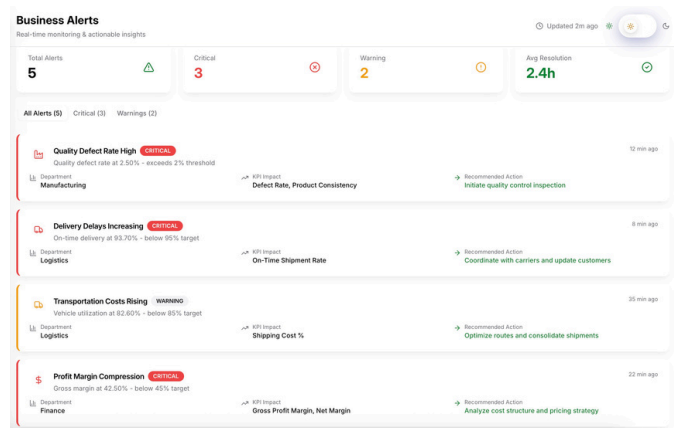 Business Alerts
Real-time monitoring & actionable insights
Updated 2m ago
Total Alerts
5
Critical
3
Warning
2
Avg Resolution
2.4h
All Alerts (5) Critical (3) Warnings (2)
Quality Defect Rate High CRITICAL
12 min ago
Quality defect rate at 2.50% - exceeds 2% threshold
Department
Manufacturing
KPI Impact
Defect Rate, Product Consistency
Recommended Action
Initiate quality control inspection
Delivery Delays Increasing CRITICAL
8 min ago
On-time delivery at 93.70% - below 95% target
Department
Logistics
KPI Impact
On-Time Shipment Rate
Recommended Action
Coordinate with carriers and update customers
Transportation Costs Rising WARNING
35 min ago
Vehicle utilization at 82.60% - below 85% target
Department
Logistics
KPI Impact
Shipping Cost %
Recommended Action
Optimize routes and consolidate shipments
Profit Margin Compression CRITICAL
22 min ago
Gross margin at 42.50% - below 45% target
Department
Finance
KPI Impact
Gross Profit Margin, Net Margin
Recommended Action
Analyze cost structure and pricing strategy